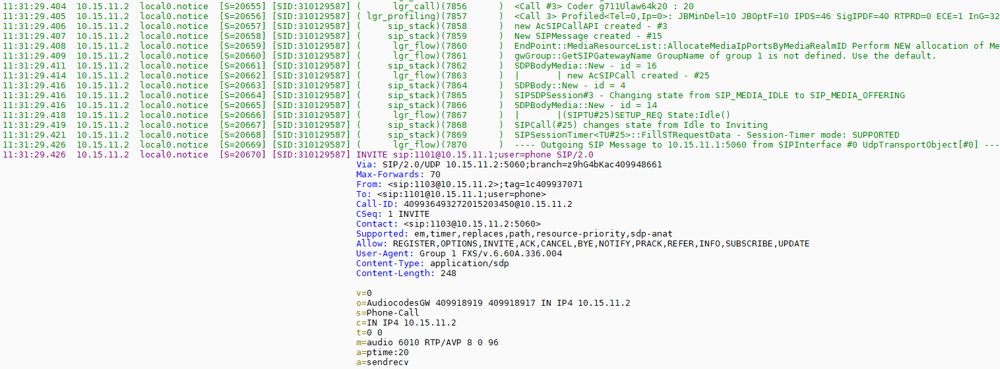 11:31:29.404 10.15.11.2 local0.notice [S=20655] [SID:310129587] ( lgr_call)(7856 ) <Call #3> Coder g711Ulaw64k20 : 20
11:31:29.405 10.15.11.2 local0.notice [S=20656] [SID:310129587] ( lgr_profiling)(7857 ) <Call 3> Profiled<Tel=0,Ip=0>: JBMinDel=10 JBOptF=10 IPDS=46 SigIPDF=40 RTPRD=0 ECE=1 InG=32
11:31:29.406 10.15.11.2 local0.notice [S=20657] [SID:310129587] ( sip_stack)(7858 ) new AcSIPCallAPI created - #3
11:31:29.407 10.15.11.2 local0.notice [S=20658] [SID:310129587] ( sip_stack)(7859 ) New SIPMessage created - #15
11:31:29.408 10.15.11.2 local0.notice [S=20659] [SID:310129587] ( lgr_flow)(7860 ) EndPoint::MediaResourceList::AllocateMediaIpPortsByMediaRealmID Perform NEW allocation of Me
11:31:29.409 10.15.11.2 local0.notice [S=20660] [SID:310129587] ( lgr_flow)(7861 ) gwGroup::GetSIPGatewayName GroupName of group 1 is not defined. Use the default.
11:31:29.411 10.15.11.2 local0.notice [S=20661] [SID:310129587] ( sip_stack)(7862 ) SDPBodyMedia::New - id = 16
11:31:29.414 10.15.11.2 local0.notice [S=20662] [SID:310129587] ( lgr_flow)(7863 ) | | new AcSIPCall created - #25
11:31:29.416 10.15.11.2 local0.notice [S=20663] [SID:310129587] ( sip_stack)(7864 ) SDPBody::New - id = 4
11:31:29.416 10.15.11.2 local0.notice [S=20664] [SID:310129587] ( sip_stack)(7865 ) SIPSDPSession#3 - Changing state from SIP_MEDIA_IDLE to SIP_MEDIA_OFFERING
11:31:29.416 10.15.11.2 local0.notice [S=20665] [SID:310129587] ( sip_stack)(7866 ) SDPBodyMedia::New - id = 14
11:31:29.418 10.15.11.2 local0.notice [S=20666] [SID:310129587] ( lgr_flow)(7867 ) | |(SIPTU#25)SETUP_REQ State:Idle()
11:31:29.419 10.15.11.2 local0.notice [S=20667] [SID:310129587] ( sip_stack)(7868 ) SIPCall(#25) changes state from Idle to Inviting
11:31:29.421 10.15.11.2 local0.notice [S=20668] [SID:310129587] ( sip_stack)(7869 ) SIPSessionTimer<TU#25>::FillSTRequestData - Session-Timer mode: SUPPORTED
11:31:29.426 10.15.11.2 local0.notice [S=20669] [SID:310129587] ( lgr_flow)(7870 ) ---- Outgoing SIP Message to 10.15.11.1:5060 from SIPInterface #0 UdpTransportObject[#0] ---
11:31:29.426 10.15.11.2 local0.notice [S=20670] [SID:310129587] INVITE sip:1101@10.15.11.1;user=phone SIP/2.0
Via: SIP/2.0/UDP 10.15.11.2:5060;branch=z9hG4bKac409948661
Max-Forwards: 70
From: <sip:1103@10.15.11.2>;tag=1c409937071
To: <sip:1101@10.15.11.1;user=phone>
Call-ID: 409936493272015203450@10.15.11.2
CSeq: 1 INVITE
Contact: <sip:1103@10.15.11.2:5060>
Supported: em,timer,replaces,path,resource-priority,sdp-anat
Allow: REGISTER,OPTIONS,INVITE,ACK,CANCEL,BYE,NOTIFY,PRACK,REFER,INFO,SUBSCRIBE,UPDATE
User-Agent: Group 1 FXS/v.6.60A.336.004
Content-Type: application/sdp
Content-Length: 248
v=0
o=AudiocodesGW 409918919 409918917 IN IP4 10.15.11.2
s=Phone-Call
c=IN IP4 10.15.11.2
t=0 0
m=audio 6010 RTP/AVP 8 0 96
a=ptime:20
a=sendrecv